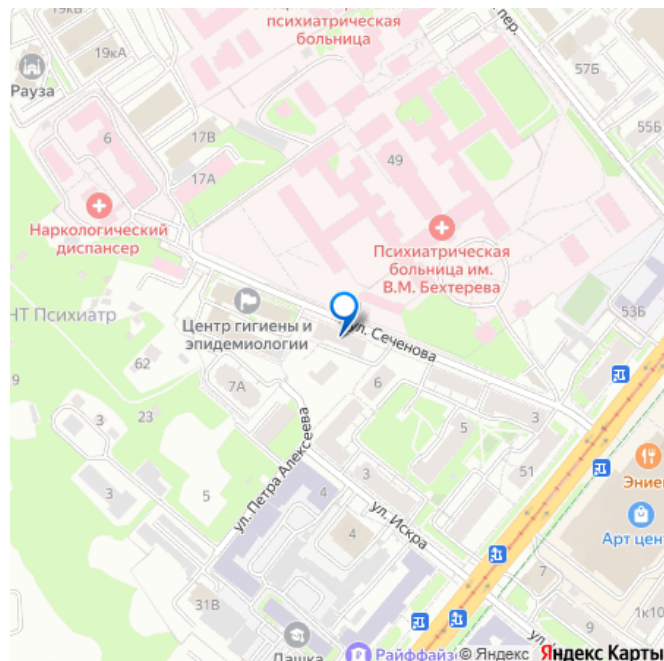 психиатрическая
больница
пер.
19кА
57Б
Рауза
55Б
6
17В
17А
49
Наркологический
диспансер
Психиатрическая
больница им.
В.М. Бехтерева
53Б
НТ Психиатр
Центр гигиены и
эпидемиологии
ул. Сеченова
62
7А
6
9
3
23
5
3
ул. Петра Алексеева
3
51
Эние
3
5
4
ул. Искра
Арт цен
4
7
31В
1к10
9
Дашка
Райффайз
© Яндекс
Яндекс Карты